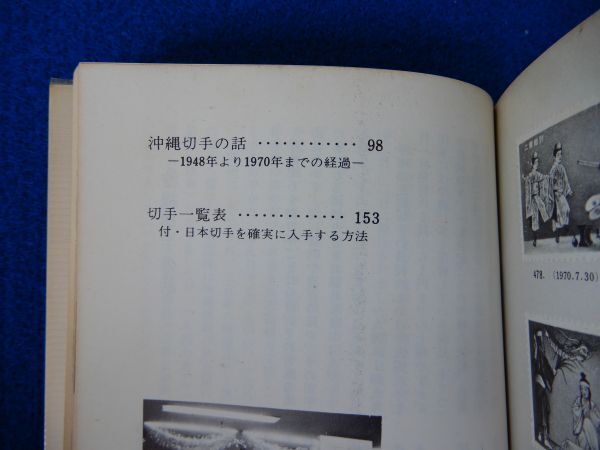 沖縄切手の話 ············ 98
―1948年より1970年までの経過―
切手一覧表 ············· 153
付・日本切手を確実に入手する方法
478. (1970.7.30)